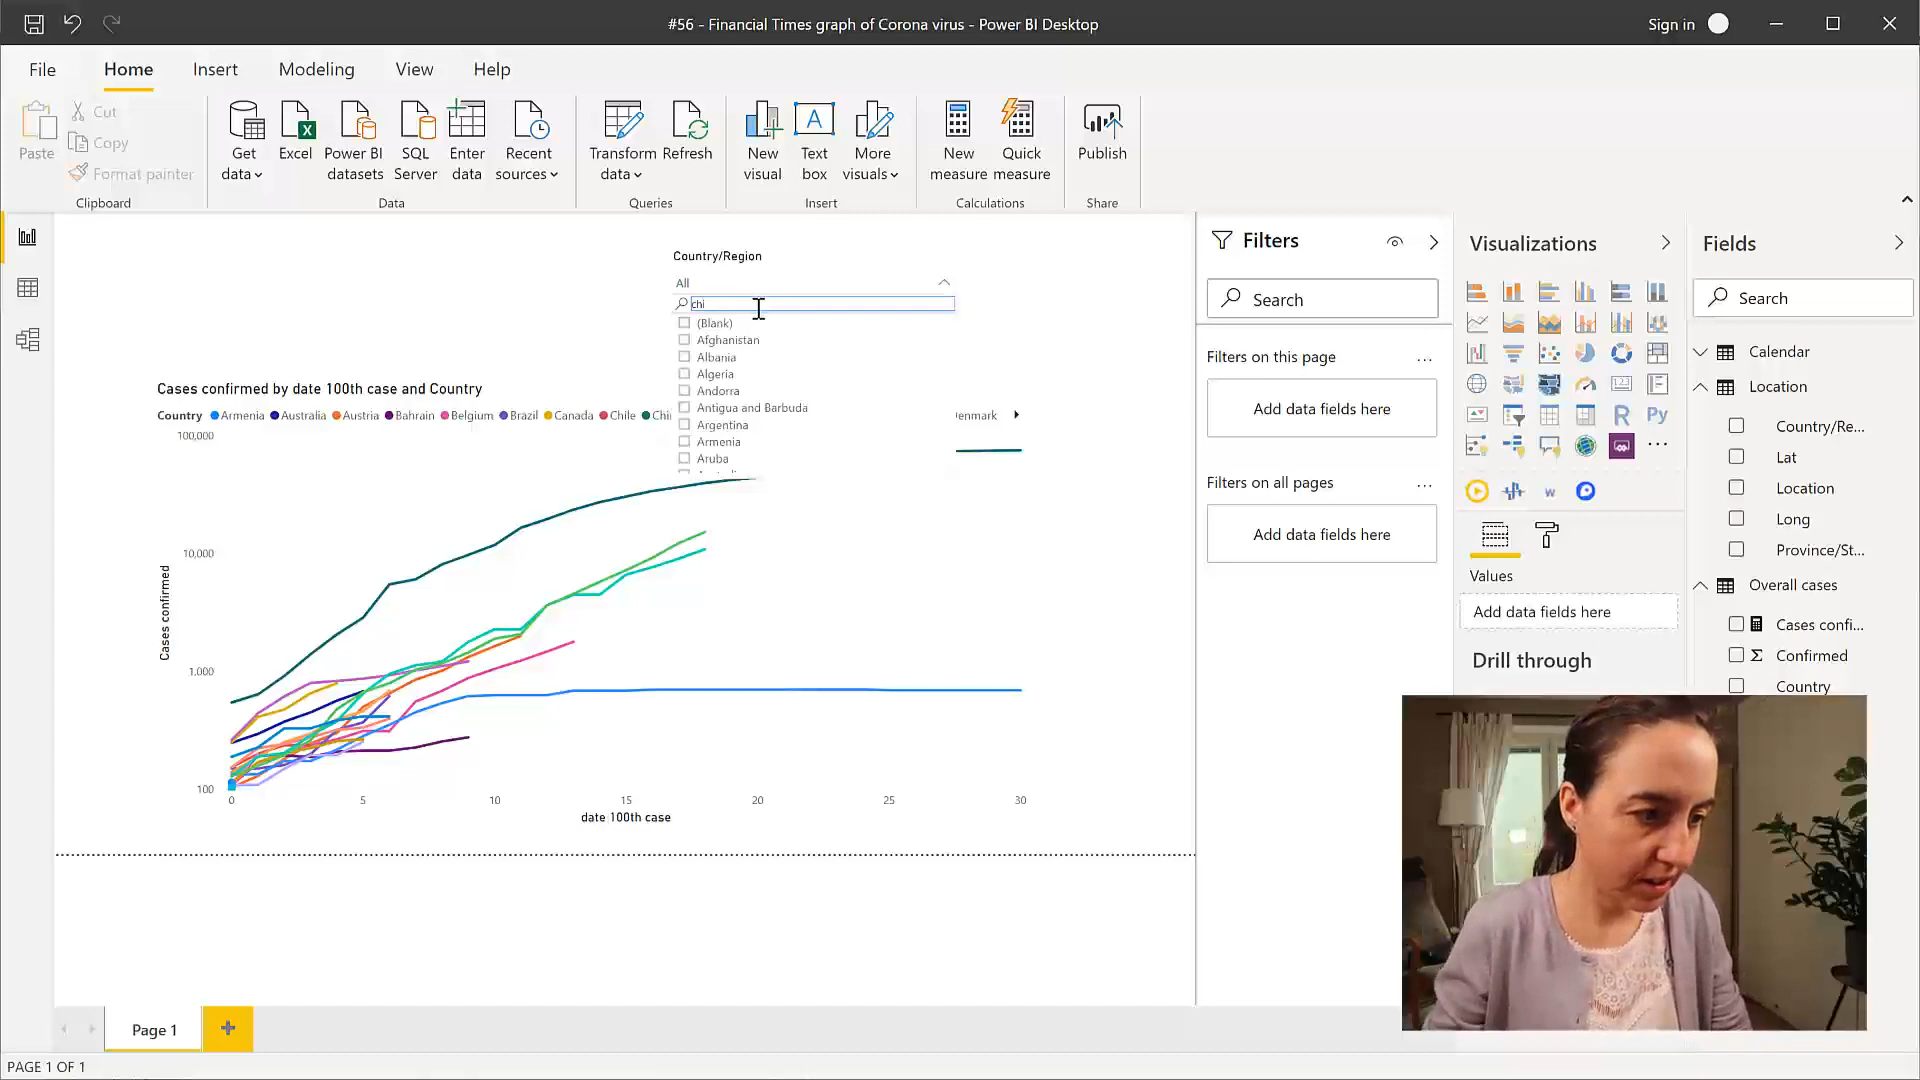 #56 - Financial Times graph of Corona virus - Power BI Desktop
Sign in
File Home Insert Modeling View Help
Paste
Cut
Copy
Format painter
Clipboard
Get data
Excel
Power BI datasets
SQL Server
Enter data
Recent sources
Data
Transform data
Refresh
Queries
New visual
Text box
More visuals
Insert
New measure
Quick measure
Calculations
Publish
Share
Country/Region
All
chi
(Blank)
Afghanistan
Albania
Algeria
Andorra
Antigua and Barbuda
Argentina
Armenia
Aruba
Cases confirmed by date 100th case and Country
Country Armenia Australia Austria Bahrain Belgium Brazil Canada Chile Chi
enmark
100,000
10,000
1,000
100
Cases confirmed
0 5 10 15 20 25 30
date 100th case
Filters
Search
Filters on this page
...
Add data fields here
Filters on all pages
...
Add data fields here
Visualizations
123
R
Py
...
W
Values
Add data fields here
Drill through
Fields
Search
Calendar
Location
Country/Re...
Lat
Location
Long
Province/St...
Overall cases
Cases confi...
Σ Confirmed
Country
Page 1
+
PAGE 1 OF 1